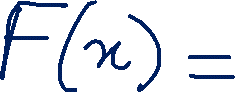 F(x) =